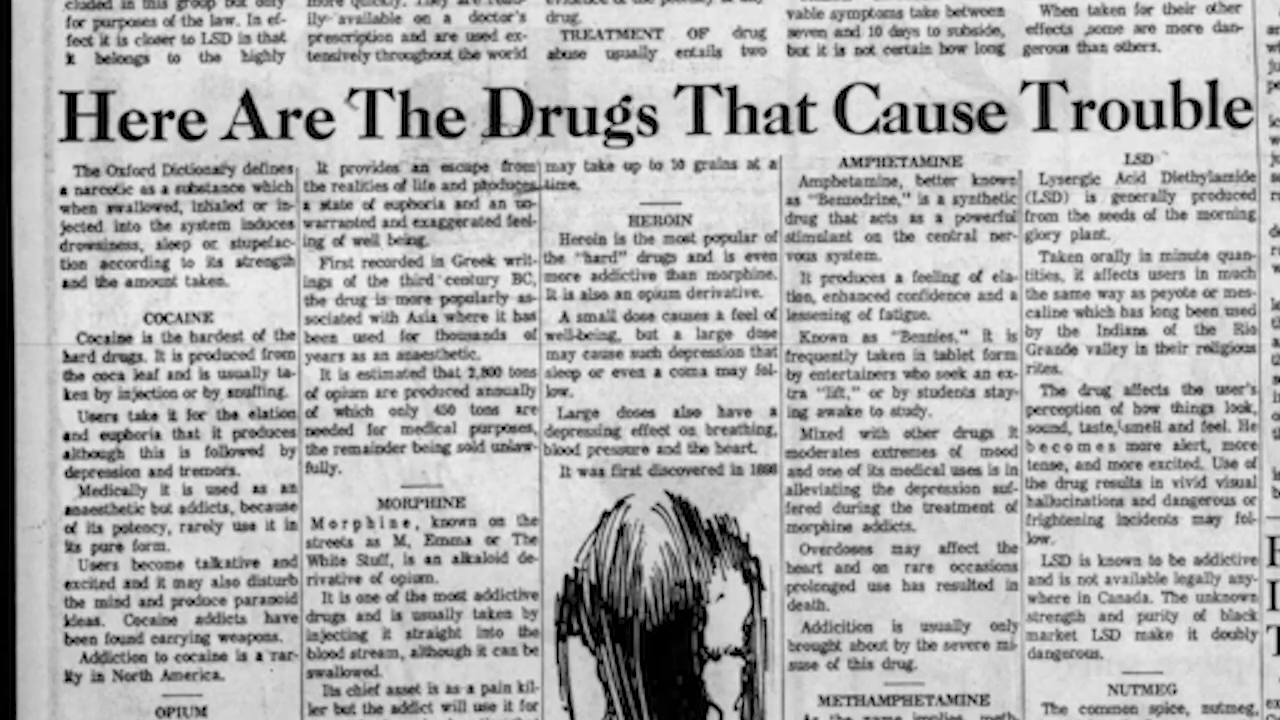 cluded in this group but only
for purposes of the law. In ef-
fect it is closer to LSD in that
it belongs to the highly
more quickly. They are
ily available on a doctor's
prescription and are used ex-
tensively throughout the world
drug.
TREATMENT OF drug
abuse usually entails two
vable symptoms take between
seven and 10 days to subside,
but it is not certain how long
When taken for their other
effects some are more dan-
gerous than others.
Here Are The Drugs That Cause Trouble
The Oxford Dictionary defines
a narcotic as a substance which
when swallowed, inhaled or in-
jected into the system induces
drowsiness, sleep or stupefac-
tion according to its strength
and the amount taken.
COCAINE
Cocaine is the hardest of the
hard drugs. It is produced from
the coca leaf and is usually ta-
ken by injection or by snuffing.
Users take it for the elation
and euphoria that it produces
although this is followed by
depression and tremors.
Medically it is used as an
anaesthetic but addicts, because
of its potency, rarely use it in
its pure form.
Users become talkative and
excited and it may also disturb
the mind and produce paranoid
ideas. Cocaine addicts have
been found carrying weapons.
Addiction to cocaine is a rar-
ity in North America.
OPIUM
It provides an escape from
the realities of life and produces
a state of euphoria and an un-
warranted and exaggerated feel-
ing of well being.
First recorded in Greek writ-
ings of the third century BC,
the drug is more popularly as-
sociated with Asia where it has
been used for thousands of
years as an anaesthetic.
It is estimated that 2,800 tons
of opium are produced annually
of which only 450 tons are
needed for medical purposes,
the remainder being sold unlaw-
fully.
MORPHINE
Morphine, known on the
streets as M, Emma or The
White Stuff, is an alkaloid de-
rivative of opium.
It is one of the most addictive
drugs and is usually taken by
injecting it straight into the
blood stream, although it can be
swallowed.
Its chief asset is as a pain kil-
ler but the addict will use it for
may take up to 10 grains at a
time.
HEROIN
Heroin is the most popular of
the "hard" drugs and is even
more addictive than morphine.
It is also an opium derivative.
A small dose causes a feel of
well-being, but a large dose
may cause such depression that
sleep or even a coma may fol-
low.
Large doses also have a
depressing effect on breathing,
blood pressure and the heart.
It was first discovered in 1898
AMPHETAMINE
Amphetamine, better known
as "Benzedrine," is a synthetic
drug that acts as a powerful
stimulant on the central ner-
vous system.
It produces a feeling of ela-
tion, enhanced confidence and a
lessening of fatigue.
Known as "Bennies," it is
frequently taken in tablet form
by entertainers who seek an ex-
tra "lift," or by students stay-
ing awake to study.
Mixed with other drugs it
moderates extremes of mood
and one of its medical uses is in
alleviating the depression suf-
fered during the treatment of
morphine addicts.
Overdoses may affect the
heart and on rare occasions
prolonged use has resulted in
death.
Addicition is usually only
brought about by the severe mi-
suse of this drug.
METHAMPHETAMINE
As the name implies, meth-
LSD
Lysergic Acid Diethylamide
(LSD) is generally produced
from the seeds of the morning
glory plant.
Taken orally in minute quan-
tities, it affects users in much
the same way as peyote or mes-
caline which has long been used
by the Indians of the Rio
Grande valley in their religious
rites.
The drug affects the user's
perception of how things look,
sound, taste, smell and feel. He
becomes more alert, more
tense, and more excited. Use of
the drug results in vivid visual
hallucinations and dangerous or
frightening incidents may fol-
low.
LSD is known to be addictive
and is not available legally any-
where in Canada. The unknown
strength and purity of black
market LSD make it doubly
dangerous.
NUTMEG
The common spice, nutmeg,